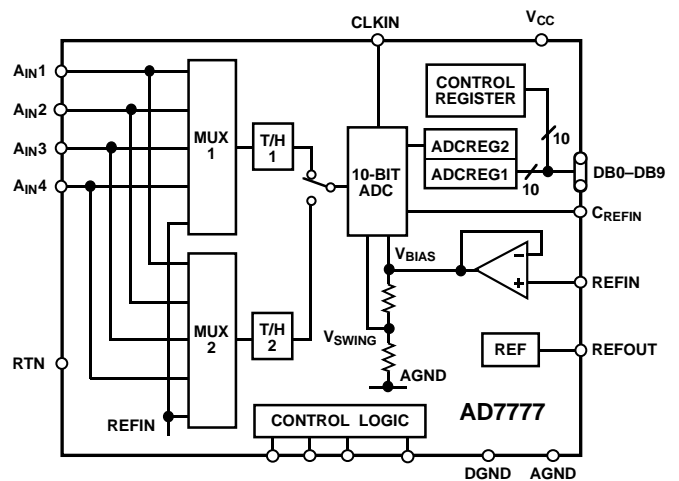 CLKIN
VCC
AIN1
AIN2
AIN3
AIN4
MUX
1
T/H
1
10-BIT
ADC
CONTROL
REGISTER
10
ADCREG2
ADCREG1
10
DB0–DB9
CREFIN
VBIAS
–
+
REFIN
MUX
2
T/H
2
VSWING
REF
REFOUT
RTN
AGND
REFIN
CONTROL LOGIC
AD7777
DGND
AGND